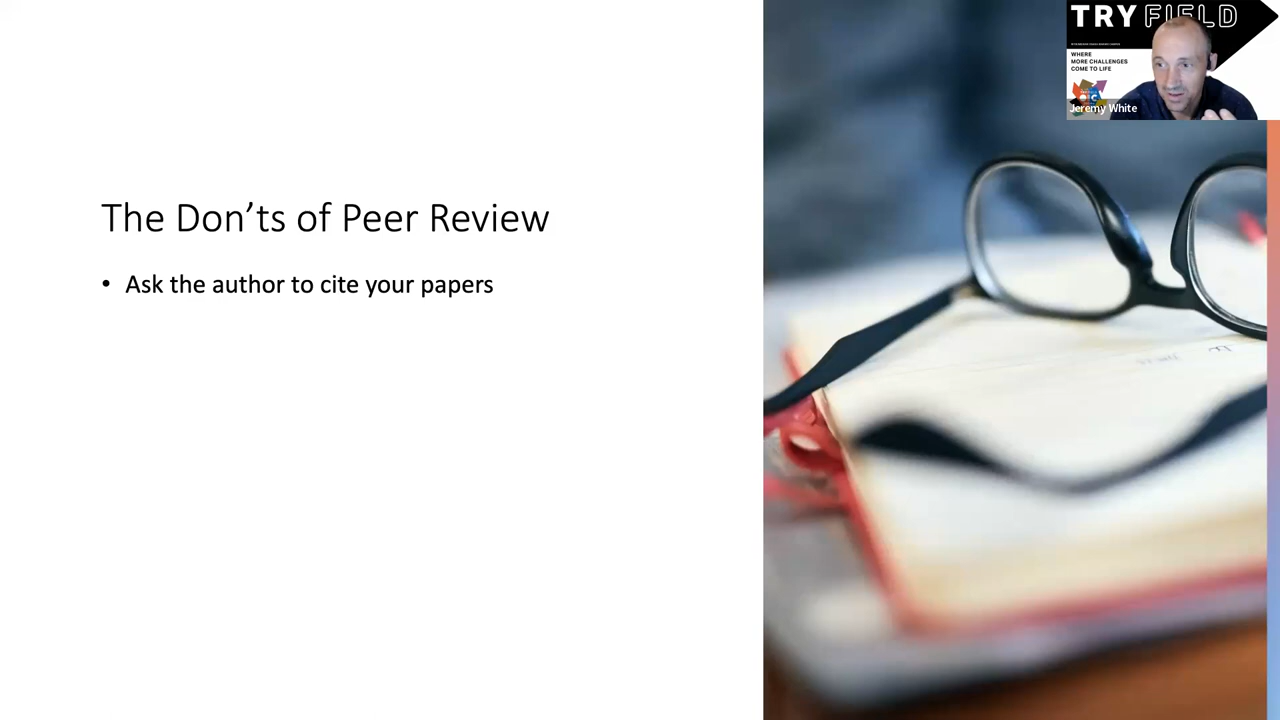 TRY FIELD
WHERE
MORE CHALLENGES
COME TO LIFE
Jeremy White
The Don’ts of Peer Review
• Ask the author to cite your papers